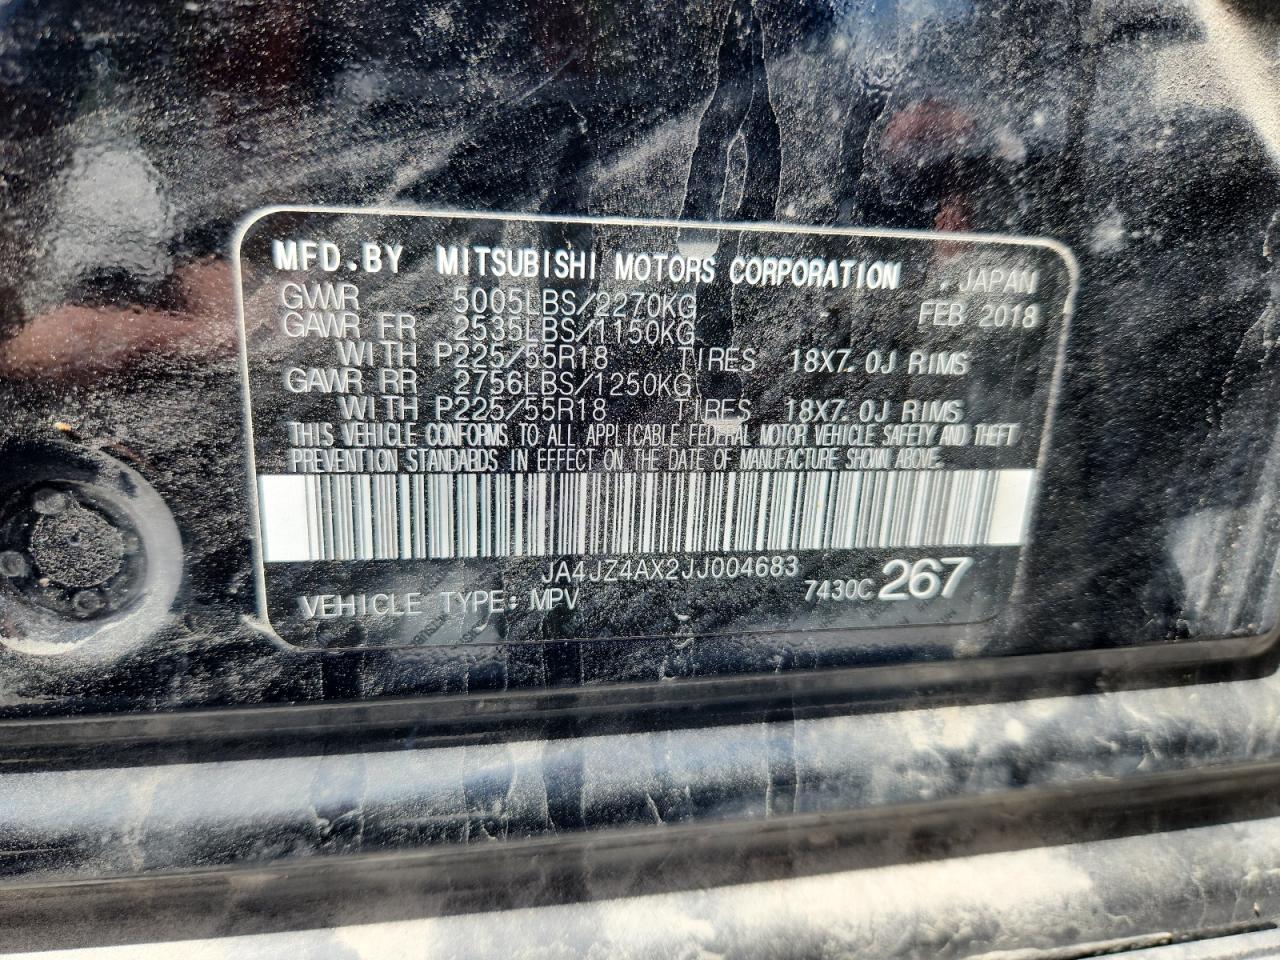 MFD.BY MITSUBISHI MOTORS CORPORATION , JAPAN
GVWR 5005LBS/2270KG FEB 2018
GAWR FR 2535LBS/1150KG
WITH P225/55R18 TIRES 18X7.0J RIMS
GAWR RR 2756LBS/1250KG
WITH P225/55R18 TIRES 18X7.0J RIMS
THIS VEHICLE CONFORMS TO ALL APPLICABLE FEDERAL MOTOR VEHICLE SAFETY AND THEFT
PREVENTION STANDARDS IN EFFECT ON THE DATE OF MANUFACTURE SHOWN ABOVE.
JA4JZ4AX2JJ004683
VEHICLE TYPE: MPV 7430C 267